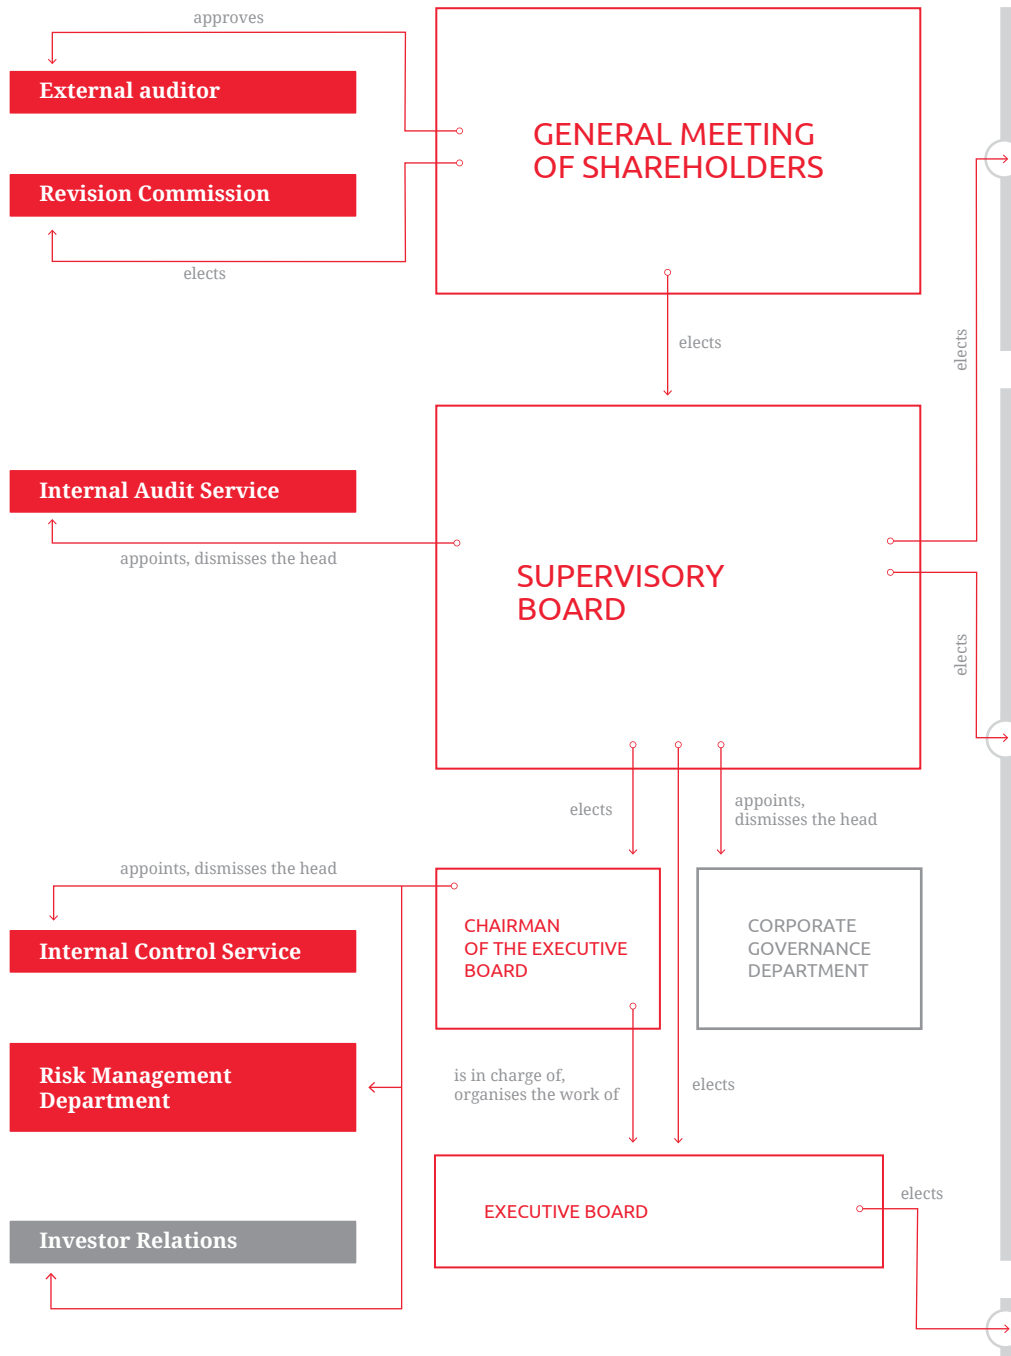 approves
External auditor
GENERAL MEETING
OF SHAREHOLDERS
Revision Commission
elects
elects
elects
Internal Audit Service
appoints, dismisses the head
SUPERVISORY
BOARD
elects
elects
appoints,
dismisses the head
appoints, dismisses the head
Internal Control Service
CHAIRMAN
OF THE EXECUTIVE
BOARD
CORPORATE
GOVERNANCE
DEPARTMENT
Risk Management
Department
is in charge of,
organises the work of
elects
EXECUTIVE BOARD
elects
Investor Relations